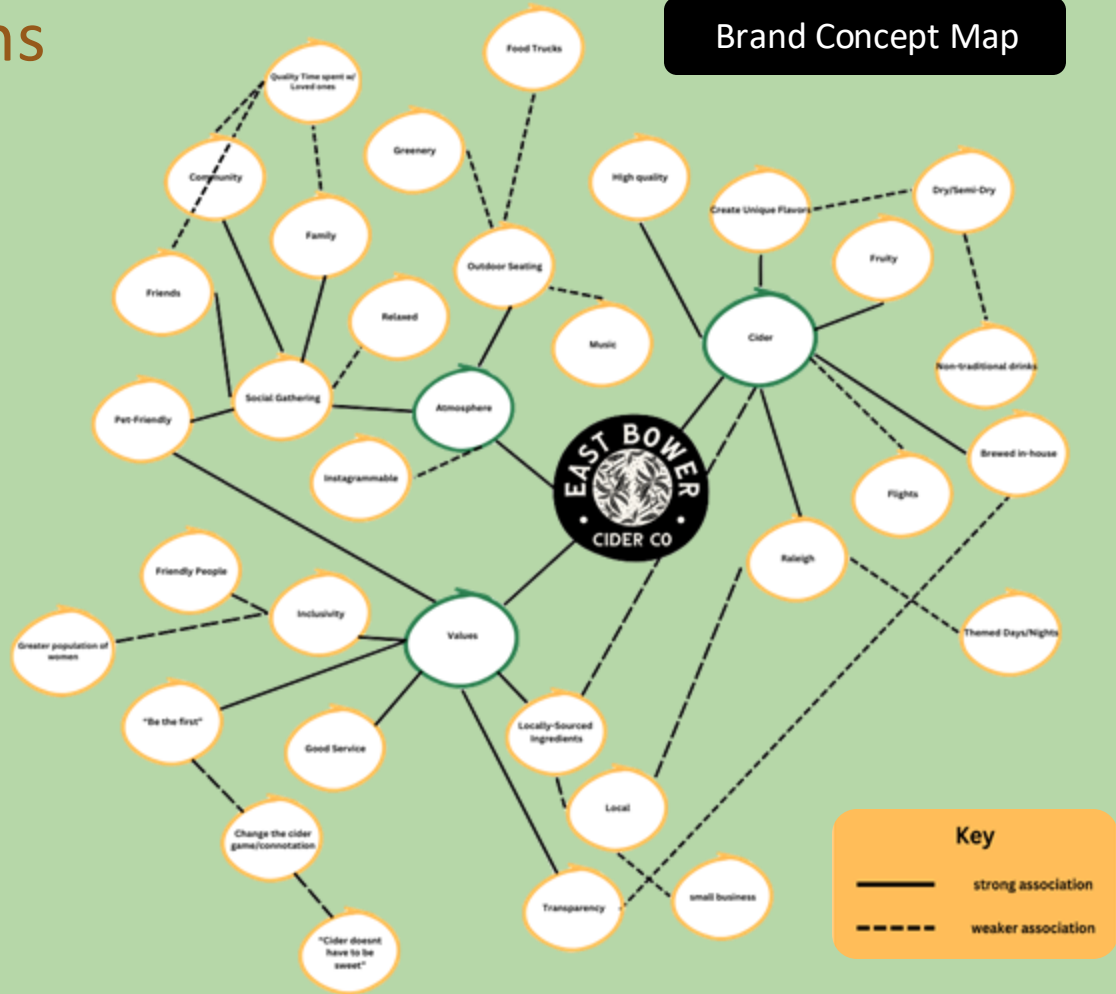 ns
Brand Concept Map
Food Trucks
Quality Time spent w/
Loved ones
Greenery
High quality
Community
Create Unique Flavors
Dry/Semi-Dry
Family
Outdoor Seating
Fruity
Friends
Relaxed
Music
Cider
Non-traditional drinks
Social Gathering
Atmosphere
Pet-Friendly
Instagrammable
EAST BOWER
CIDER CO
Brewed in-house
Flights
Raleigh
Friendly People
Inclusivity
Values
Themed Days/Nights
Greater population of
women
"Be the first"
Good Service
Locally-Sourced
Ingredients
Local
Change the cider
game/connotation
Transparency
small business
"Cider doesnt
have to be
sweet"
Key
strong association
weaker association